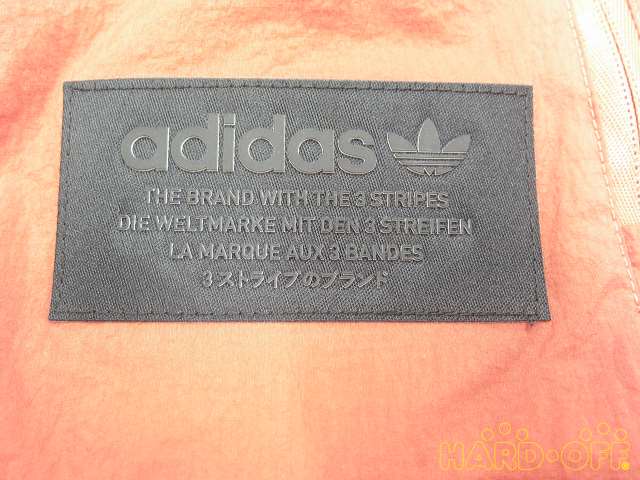 adidas
THE BRAND WITH THE 3 STRIPES
DIE WELTMARKE MIT DEN 3 STREIFEN
LA MARQUE AUX 3 BANDES
3ストライプのブランド
HARD·OFF